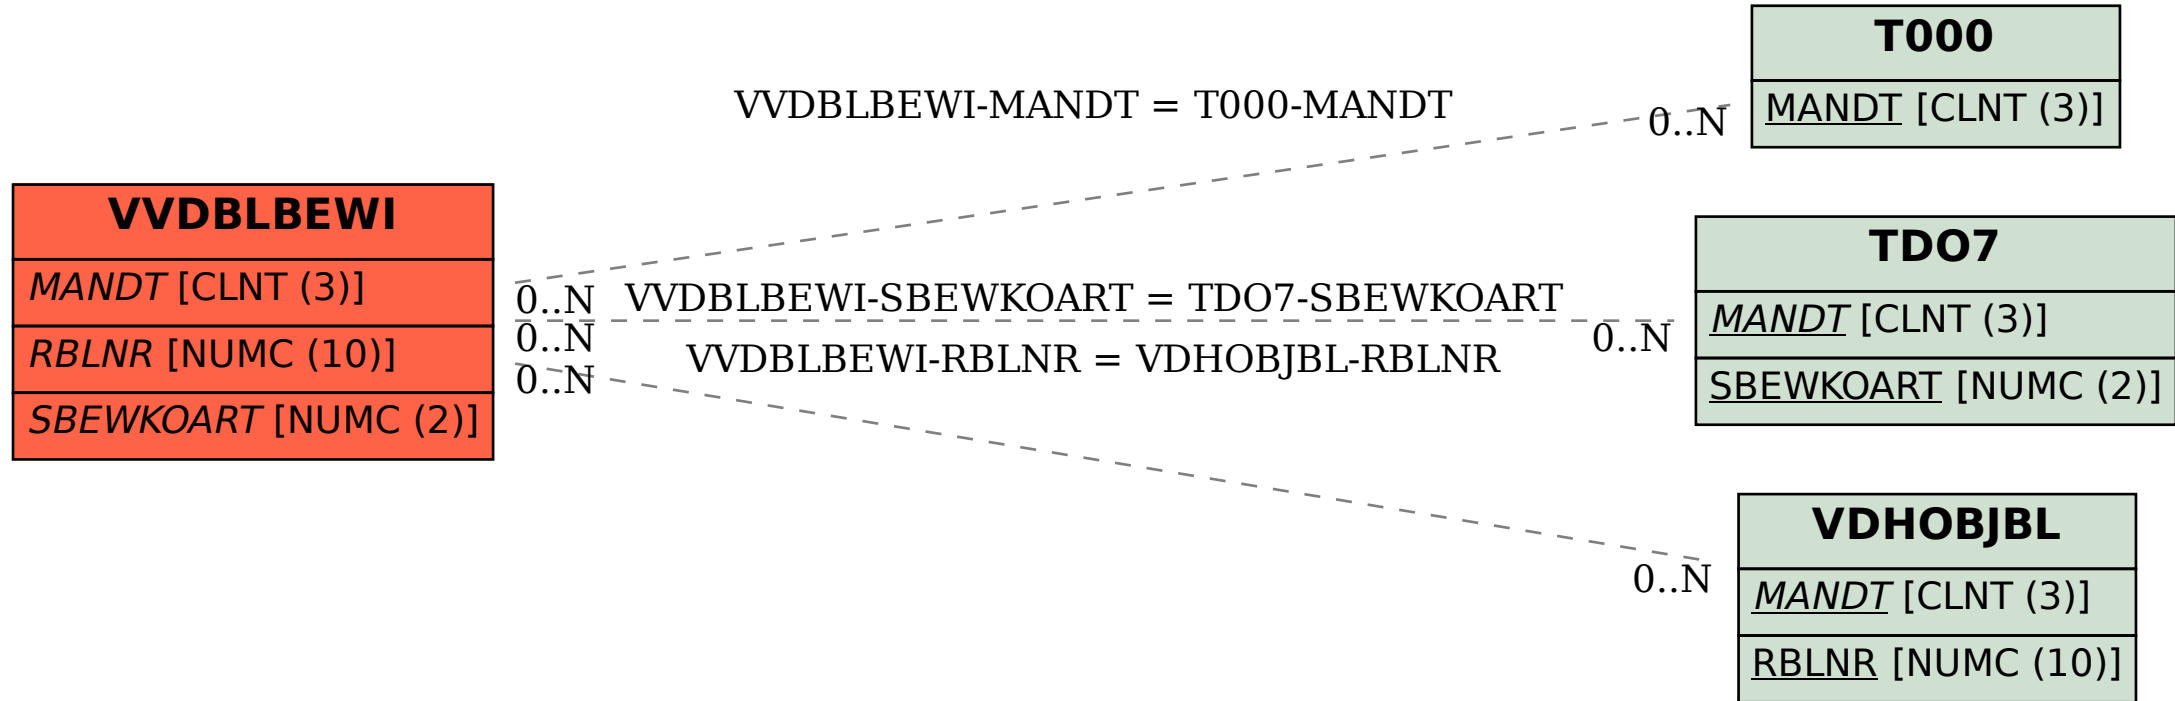 VVDBLBEWI
MANDT [CLNT (3)]
RBLNR [NUMC (10)]
SBEWKOART [NUMC (2)]
VVDBLBEWI-MANDT = T000-MANDT
0..N
0..N
VVDBLBEWI-SBEWKOART = TDO7-SBEWKOART
0..N
0..N
VVDBLBEWI-RBLNR = VDHOBJBL-RBLNR
0..N
0..N
T000
MANDT [CLNT (3)]
TDO7
MANDT [CLNT (3)]
SBEWKOART [NUMC (2)]
VDHOBJBL
MANDT [CLNT (3)]
RBLNR [NUMC (10)]